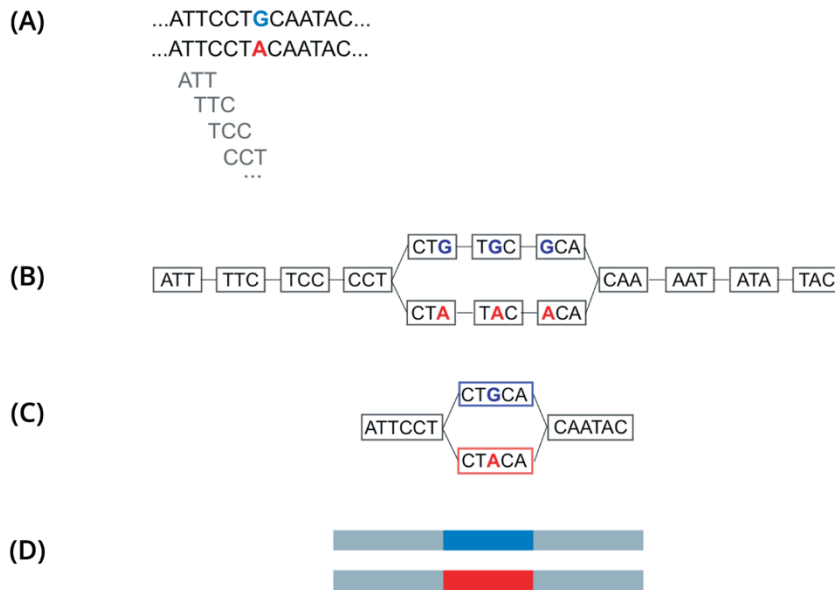 (A)
...ATTCCTGCAATAC...
...ATTCCTACAATAC...
ATT
TTC
TCC
CCT
...
(B)
CTG TGC GCA
ATT TTC TCC CCT CAA AAT ATA TAC
CTA TAC ACA
(C)
CTGCA
ATTCCT CAATAC
CTACA
(D)